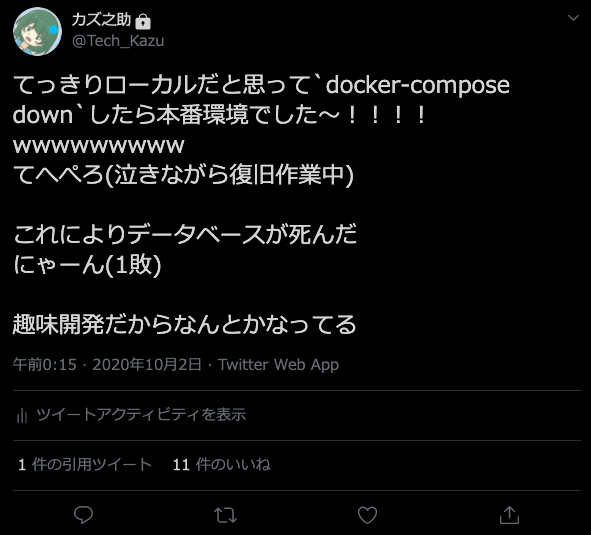 カズ之助
@Tech_Kazu
てっきりローカルだと思って`docker-compose
down`したら本番環境でした〜！！！！
wwwwwwwww
てへぺろ(泣きながら復旧作業中)
これによりデータベースが死んだ
にゃーん(1敗)
趣味開発だからなんとかなってる
午前0:15 · 2020年10月2日 · Twitter Web App
ツイートアクティビティを表示
1 件の引用ツイート 11 件のいいね